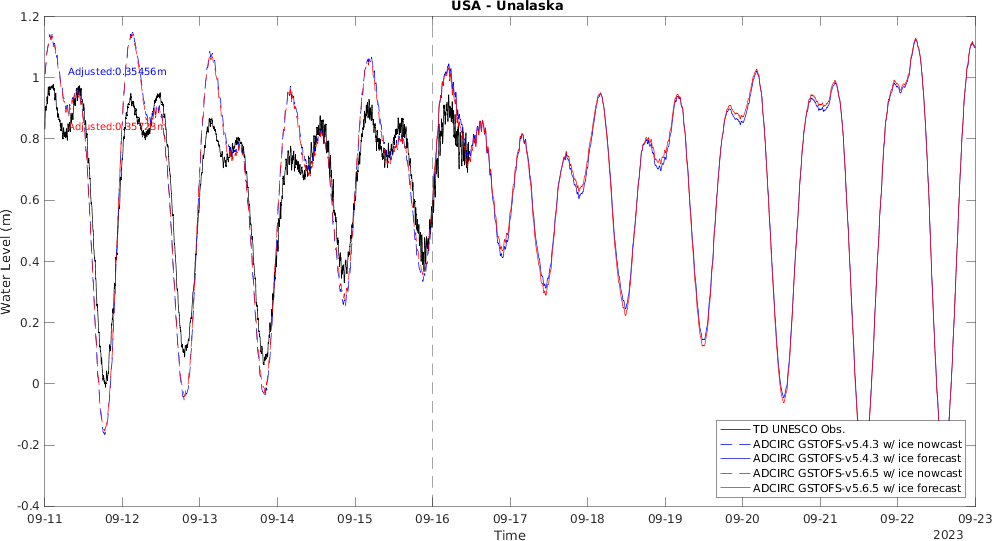 USA - Unalaska
1.2
1
0.8
0.6
0.4
0.2
0
-0.2
-0.4
Water Level (m)
Adjusted:0.35456m
09-11
09-12
09-13
09-14
09-15
09-16
09-17
09-18
09-19
09-20
09-21
09-22
09-23
Time
2023
TD UNESCO Obs.
ADCIRC GSTOFS-v5.4.3 w/ ice nowcast
ADCIRC GSTOFS-v5.4.3 w/ ice forecast
ADCIRC GSTOFS-v5.6.5 w/ ice nowcast
ADCIRC GSTOFS-v5.6.5 w/ ice forecast